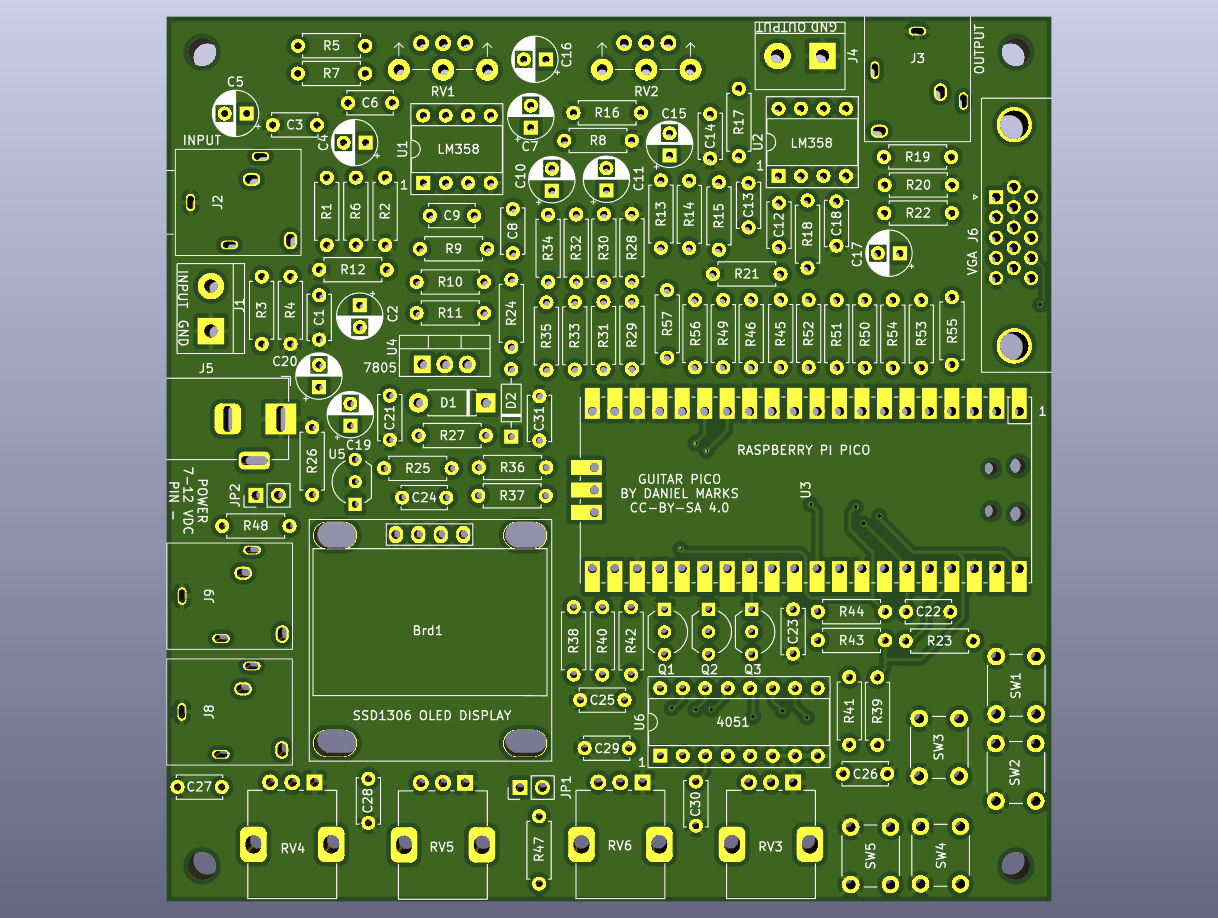 R5
R7
C5
C6
C3
C4
INPUT
J2
RV1
U1
LM358
1
C16
C7
RV2
R16
R8
C15
C14
R17
GND OUTPUT
J4
J3
OUTPUT
U2
LM358
1
R19
R20
R22
VGA J6
C10
C11
R1
R6
R2
C9
R9
C8
R34
R32
R30
R28
R13
R14
R15
C13
C12
R18
C18
C17
R12
R10
R11
R21
INPUT GND
J1
R3
R4
C1
C2
R24
R35
R33
R31
R29
R57
R56
R49
R46
R45
R52
R51
R50
R54
R53
R55
C20
U4
7805
J5
D1
D2
C21
C31
R27
C19
U5
R26
R25
R36
C24
R37
JP2
POWER
7-12 VDC
PIN -
R48
RASPBERRY PI PICO
1
GUITAR PICO
BY DANIEL MARKS
CC-BY-SA 4.0
U3
J9
J8
Brd1
SSD1306 OLED DISPLAY
R38
R40
R42
Q1
Q2
Q3
C23
R44
C22
R43
R23
C25
U6
4051
1
C29
R41
R39
SW1
SW3
SW2
C26
C27
C28
JP1
C30
R47
RV4
RV5
RV6
RV3
SW5
SW4